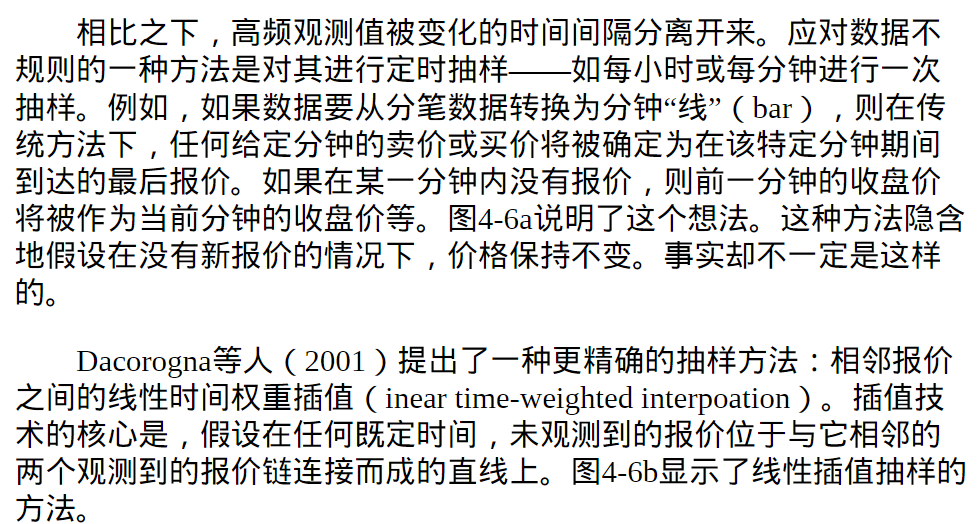 相比之下，高频观测值被变化的时间间隔分离开来。应对数据不
规则的一种方法是对其进行定时抽样——如每小时或每分钟进行一次
抽样。例如，如果数据要从分笔数据转换为分钟“线”（bar），则在传
统方法下，任何给定分钟的卖价或买价将被确定为在该特定分钟期间
到达的最后报价。如果在某一分钟内没有报价，则前一分钟的收盘价
将被作为当前分钟的收盘价等。图4-6a说明了这个想法。这种方法隐含
地假设在没有新报价的情况下，价格保持不变。事实却不一定是这样
的。
Dacorogna等人（2001）提出了一种更精确的抽样方法：相邻报价
之间的线性时间权重插值（inear time-weighted interpoation）。插值技
术的核心是，假设在任何既定时间，未观测到的报价位于与它相邻的
两个观测到的报价链连接而成的直线上。图4-6b显示了线性插值抽样的
方法。